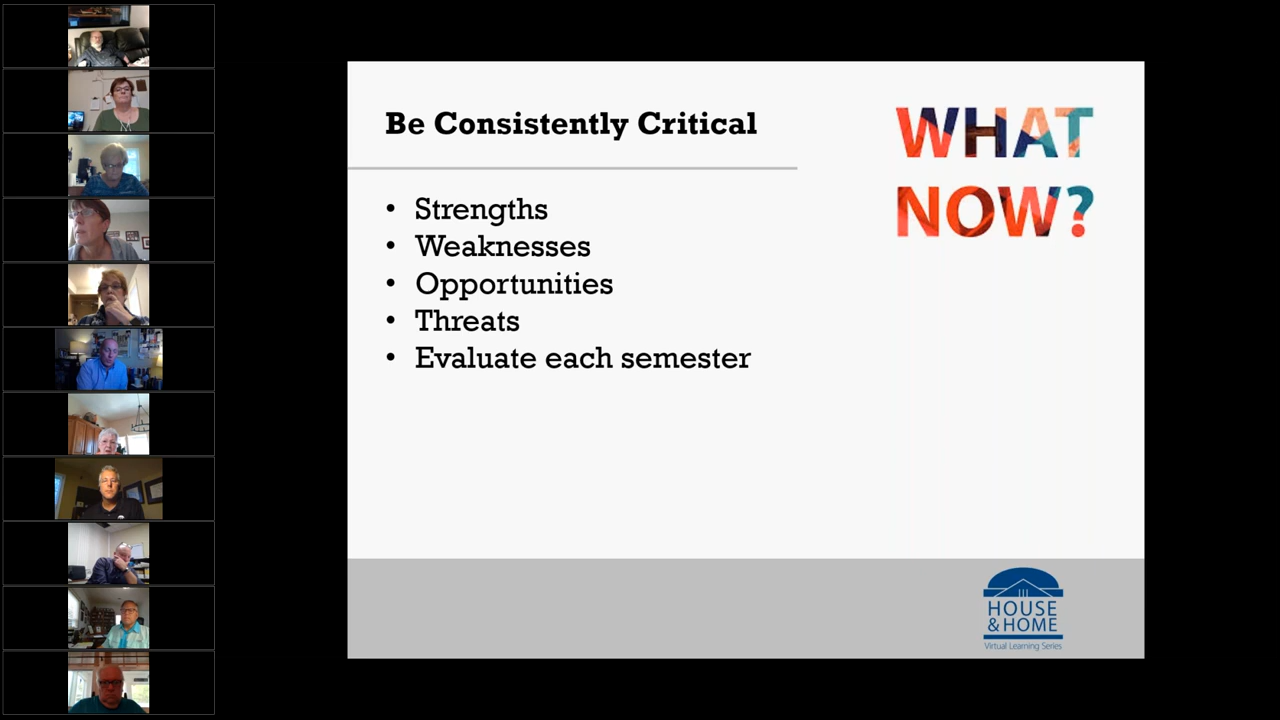 Be Consistently Critical
WHAT
NOW?
• Strengths
• Weaknesses
• Opportunities
• Threats
• Evaluate each semester
HOUSE
& HOME
Virtual Learning Series